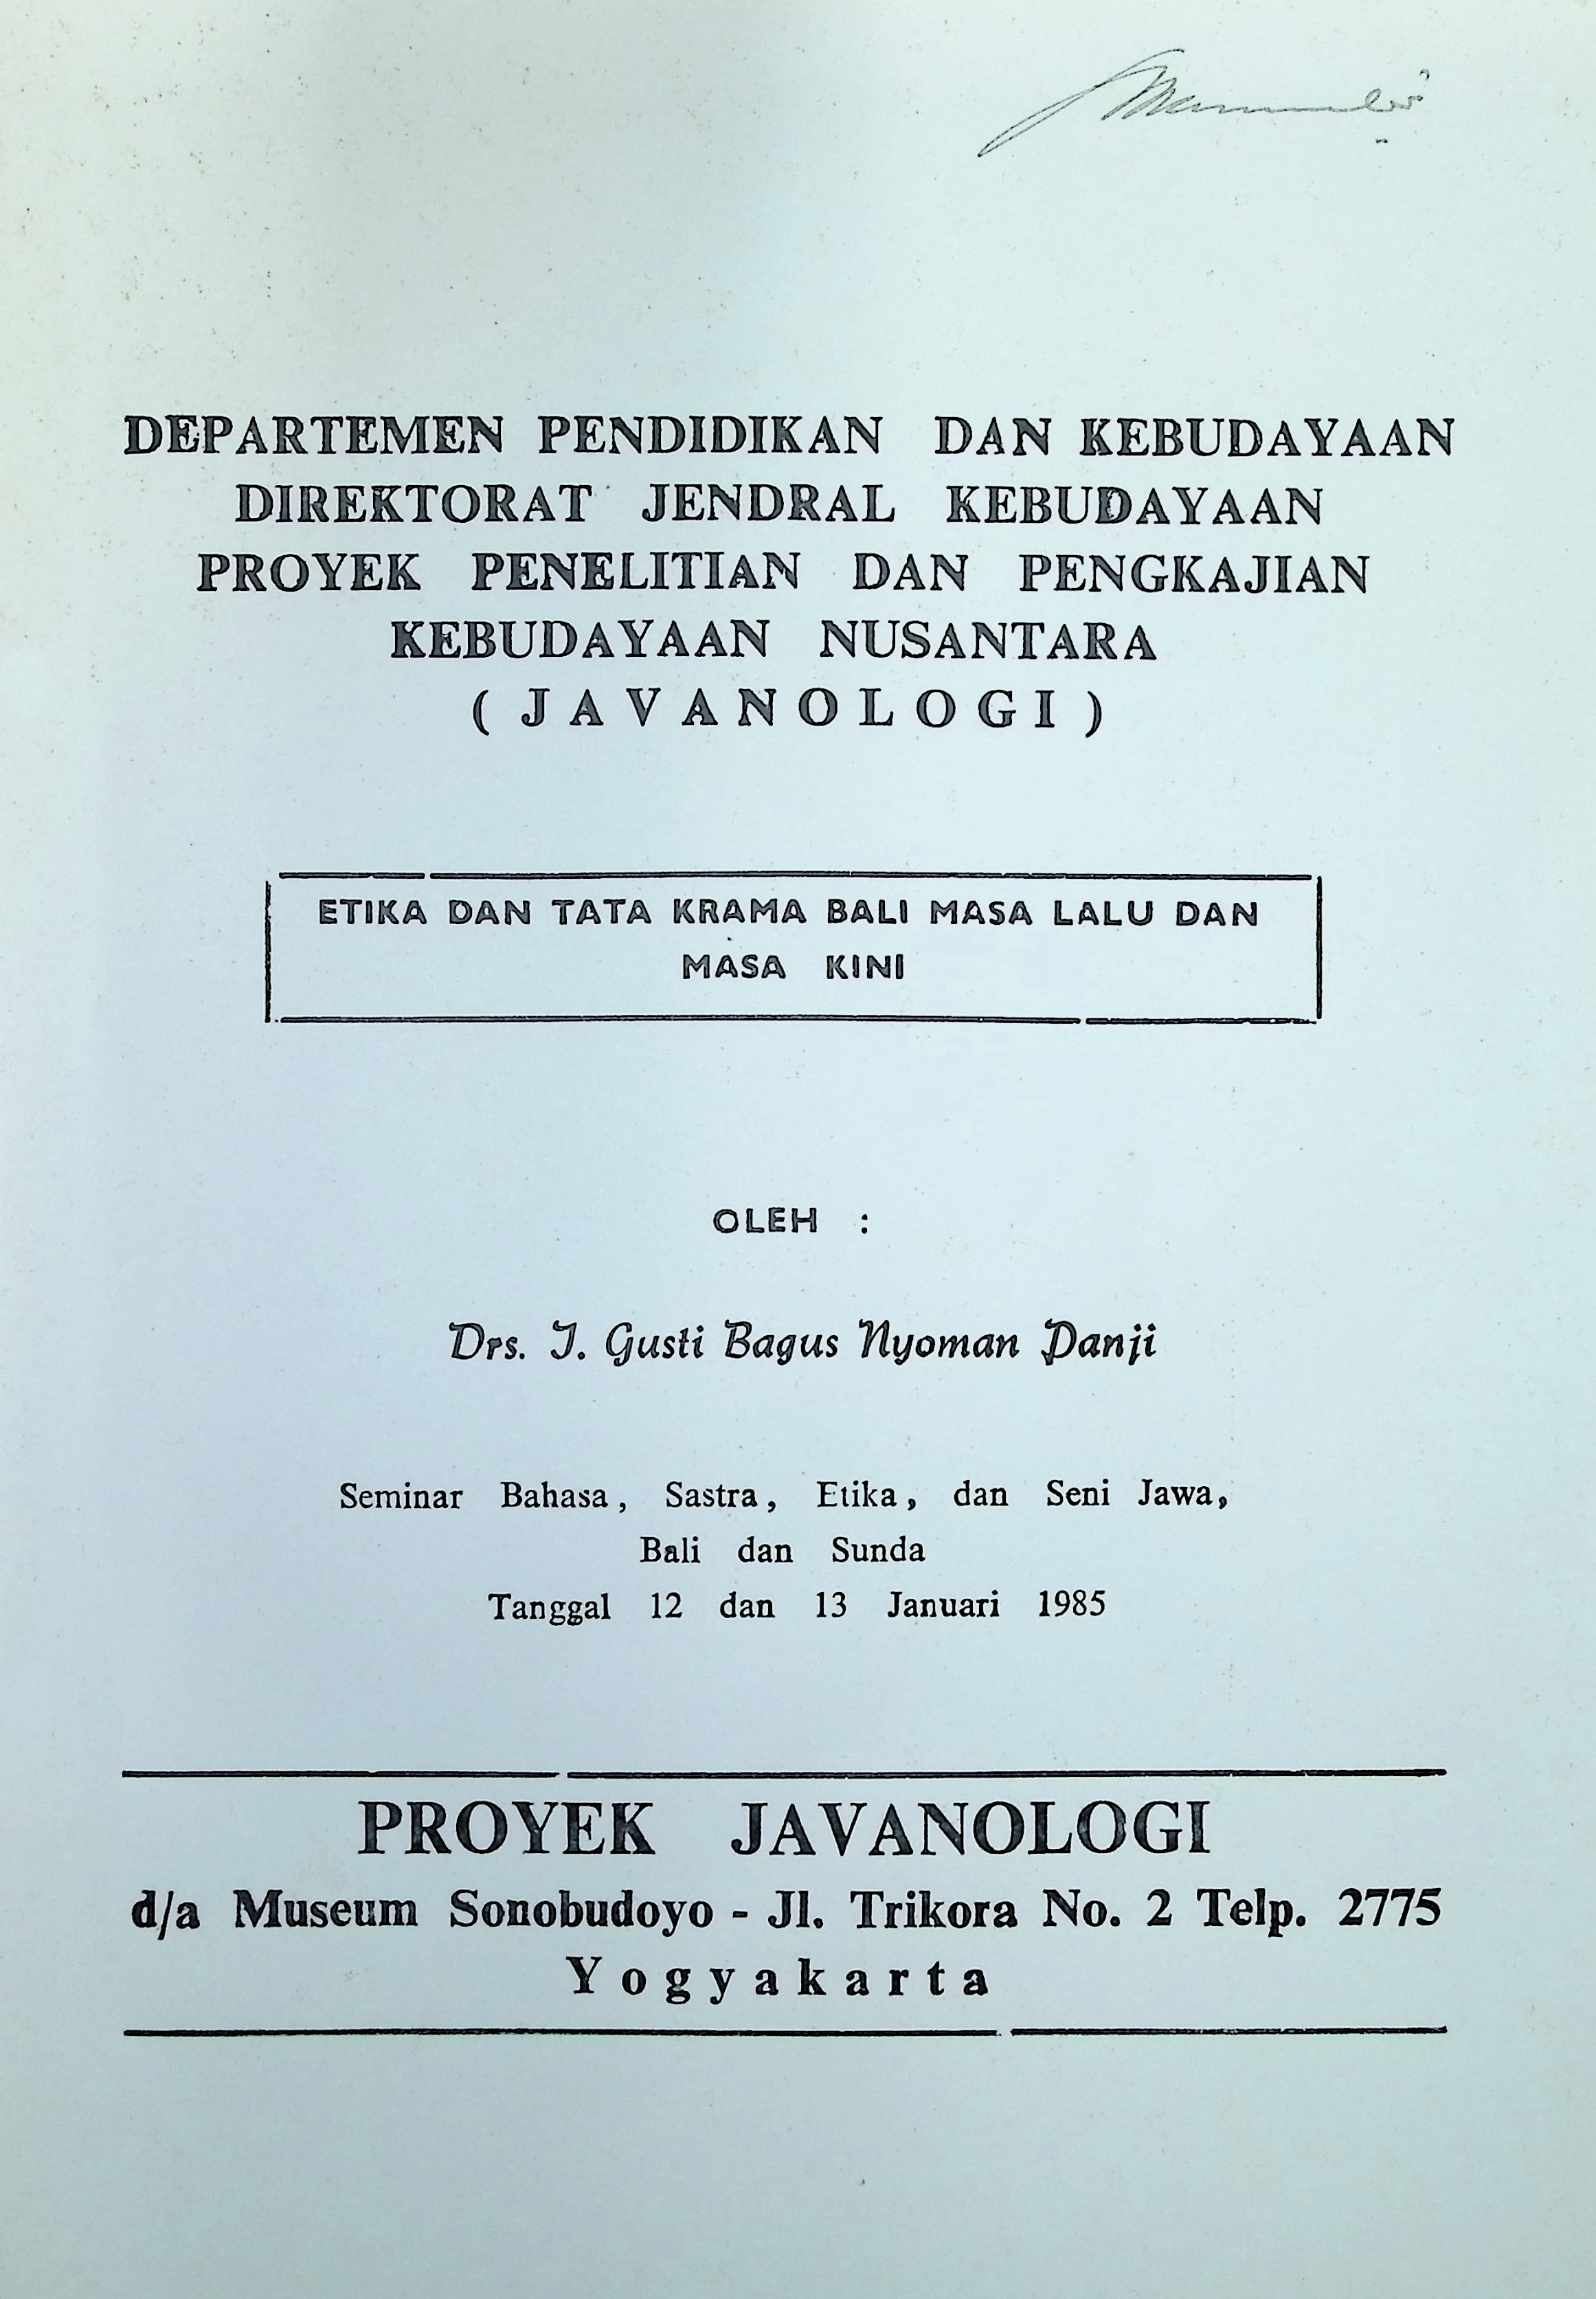 DEPARTEMEN PENDIDIKAN DAN KEBUDAYAAN
DIREKTORAT JENDRAL KEBUDAYAAN
PROYEK PENELITIAN DAN PENGKAJIAN
KEBUDAYAAN NUSANTARA
( J A V A N O L O G I )
ETIKA DAN TATA KRAMA BALI MASA LALU DAN
MASA KINI
OLEH :
Drs. I. Gusti Bagus Nyoman Panji
Seminar Bahasa, Sastra, Etika, dan Seni Jawa,
Bali dan Sunda
Tanggal 12 dan 13 Januari 1985
PROYEK JAVANOLOGI
d/a Museum Sonobudoyo - Jl. Trikora No. 2 Telp. 2775
Y o g y a k a r t a